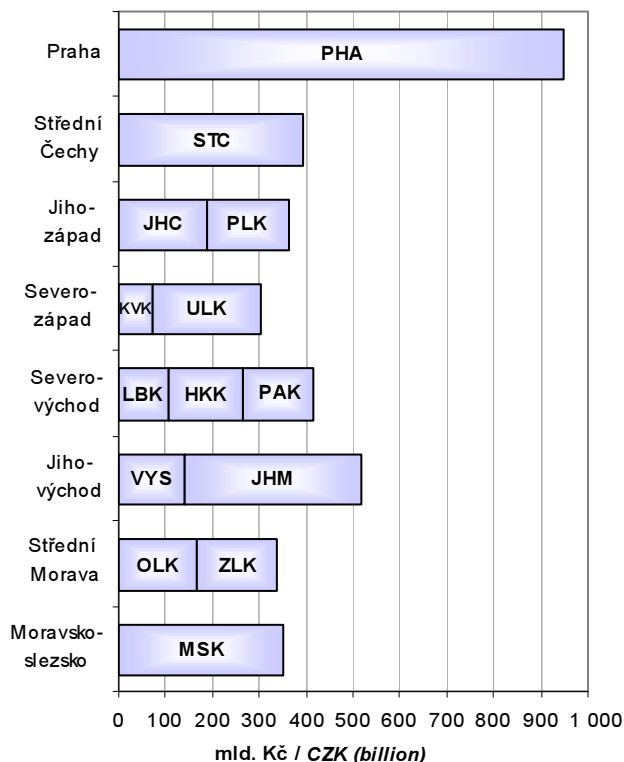 Praha
PHA
Střední
Čechy
STC
Jiho-
západ
JHC PLK
Severo-
západ
KVK ULK
Severo-
východ
LBK HKK PAK
Jiho-
východ
VYS JHM
Střední
Morava
OLK ZLK
Moravsko-
slezsko
MSK
0 100 200 300 400 500 600 700 800 900 1 000
mld. Kč / CZK (billion)